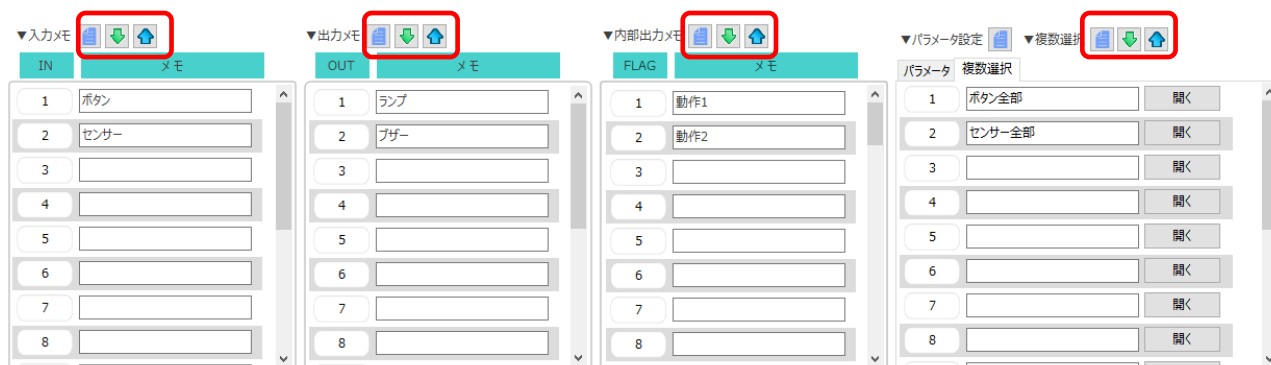 ▼入力メモ
IN メモ
1 ボタン
2 センサー
3
4
5
6
7
8
▼出力メモ
OUT メモ
1 ランプ
2 ブザー
3
4
5
6
7
8
▼内部出力メモ
FLAG メモ
1 動作1
2 動作2
3
4
5
6
7
8
▼パラメータ設定 ▼複数選択
パラメータ 複数選択
1 ボタン全部 開く
2 センサー全部 開く
3 開く
4 開く
5 開く
6 開く
7 開く
8 開く